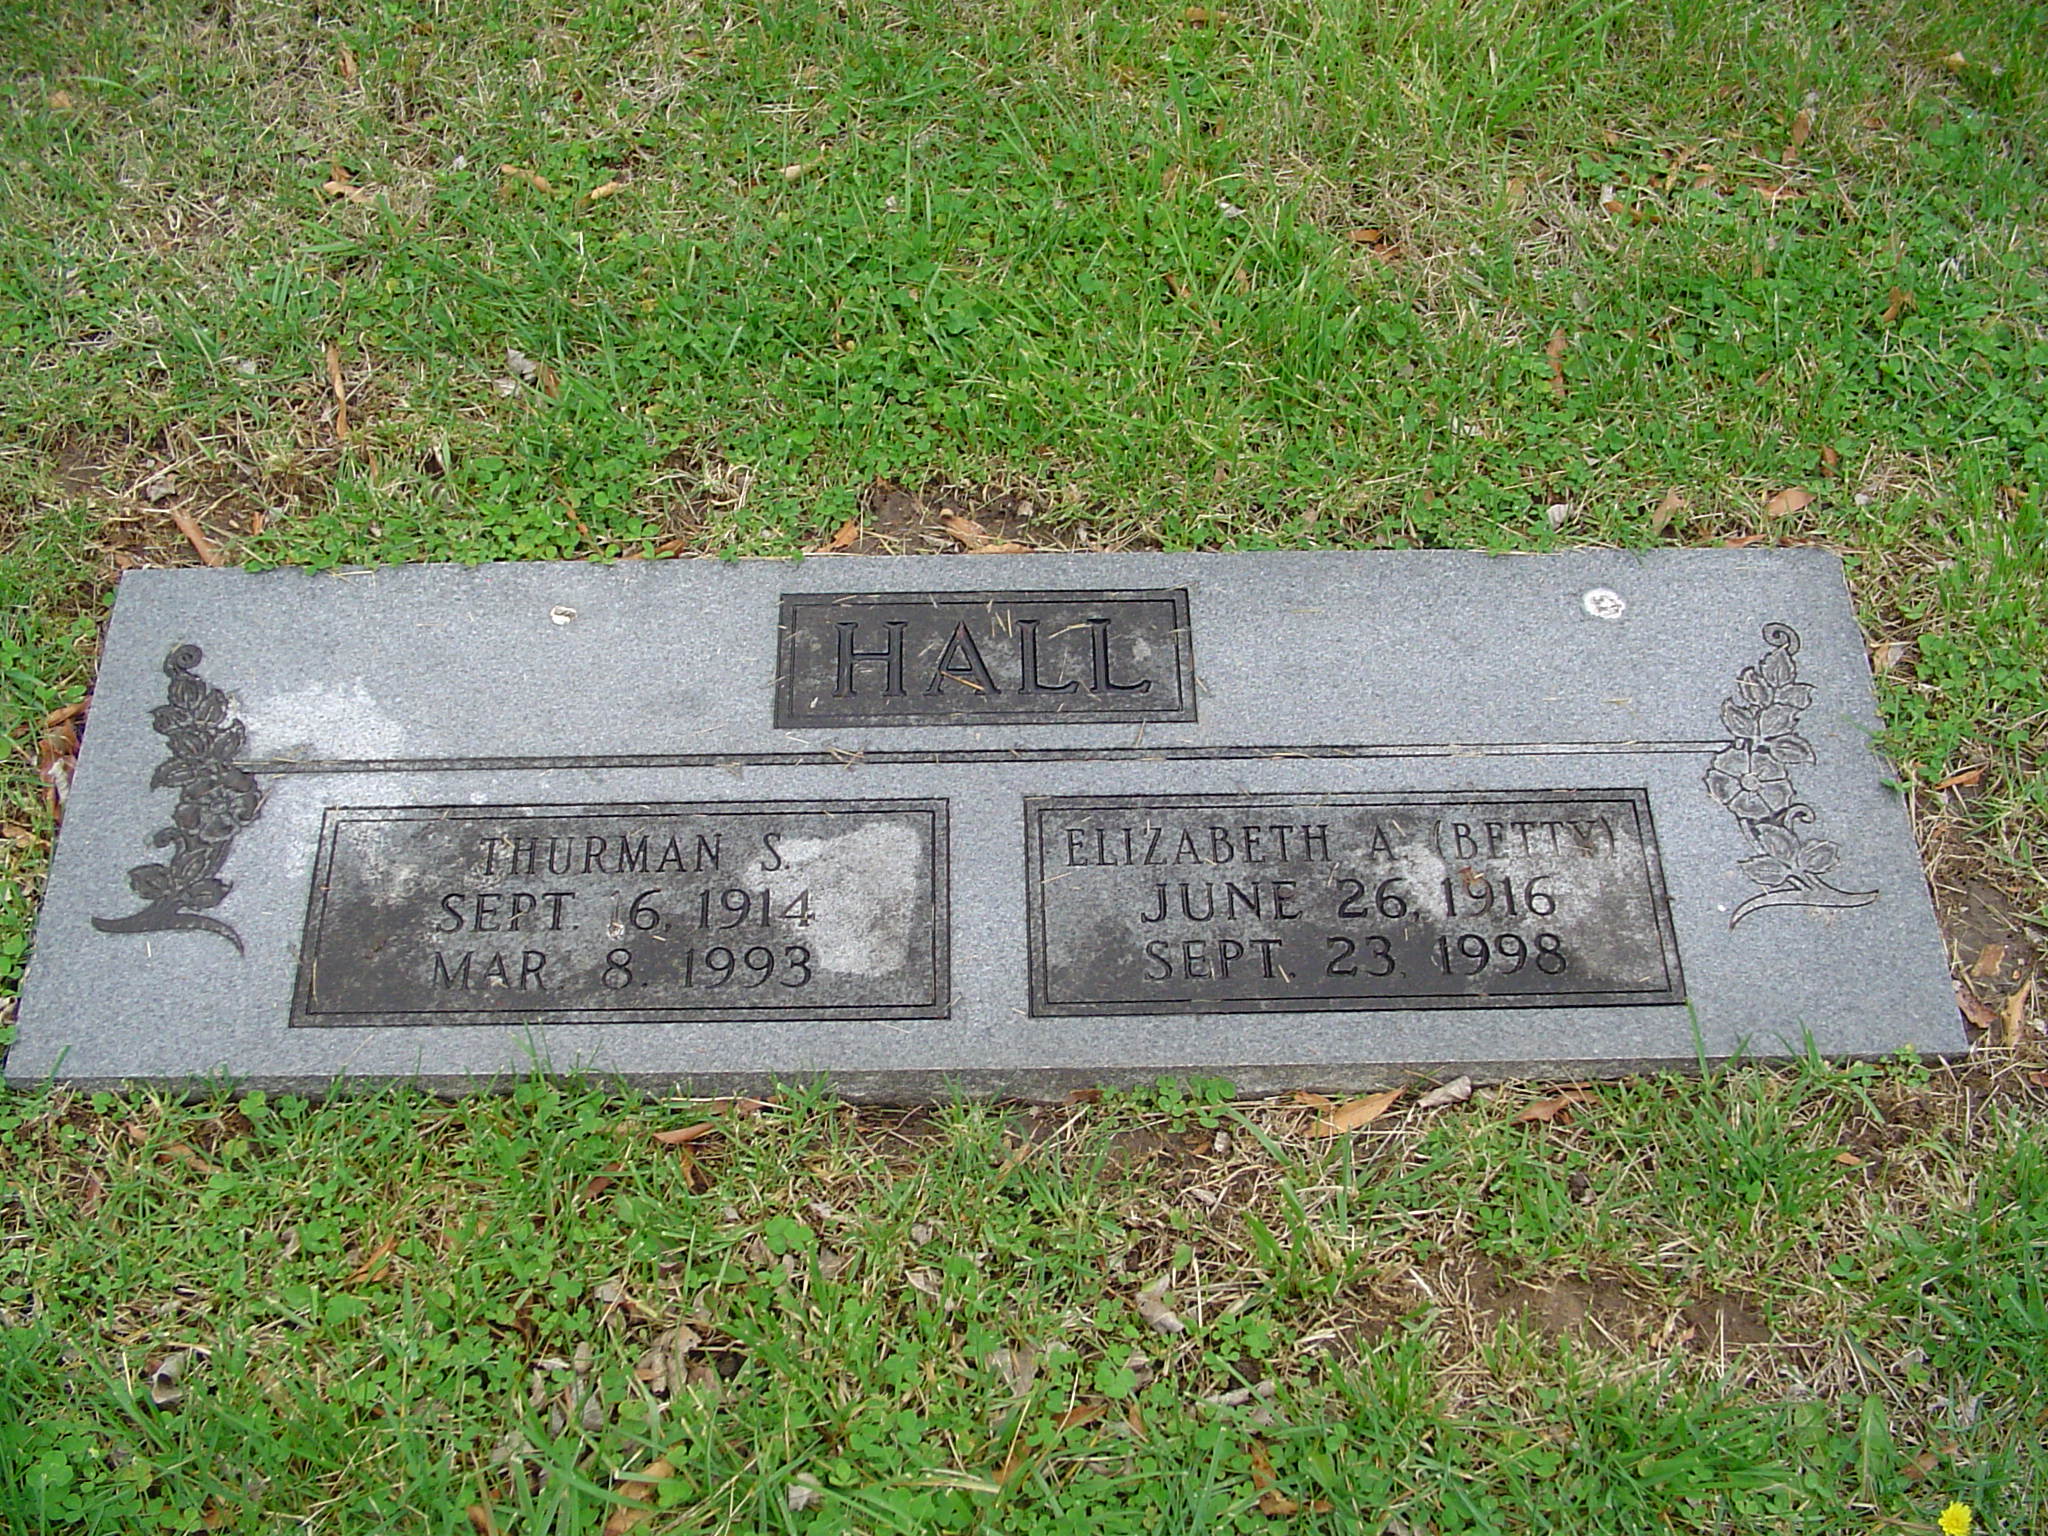 HALL
THURMAN S.
SEPT. 16, 1914
MAR. 8, 1993
ELIZABETH A. (BETTY)
JUNE 26, 1916
SEPT. 23, 1998